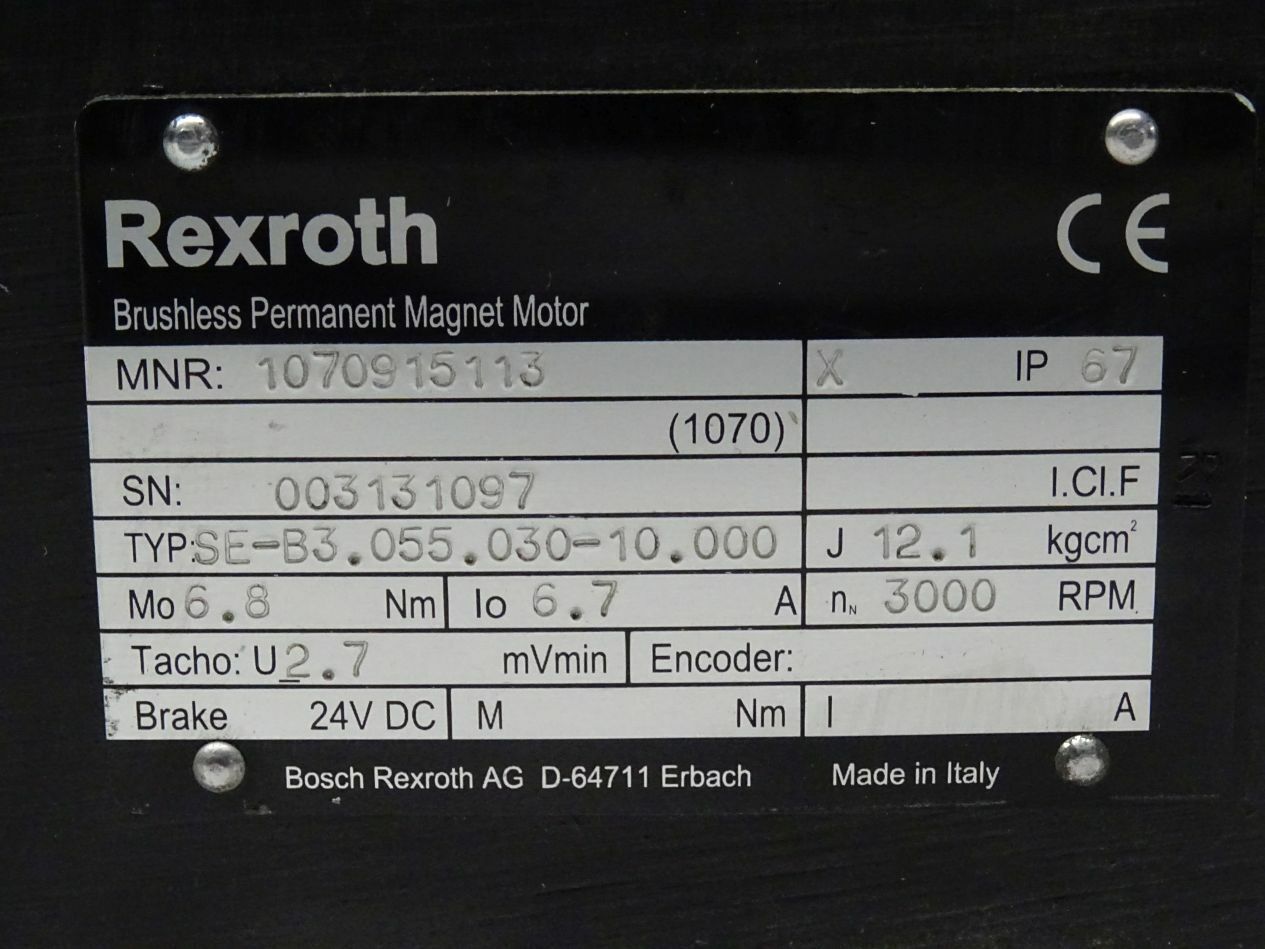 Rexroth
CE
Brushless Permanent Magnet Motor
MNR: 1070915113 X IP 67
(1070)
SN: 003131097 I.Cl.F
TYP:SE-B3.055.030-10.000 J 12.1 kgcm²
Mo 6.8 Nm Io 6.7 A nN 3000 RPM
Tacho: U 2.7 mVmin Encoder:
Brake 24V DC M Nm I A
Bosch Rexroth AG D-64711 Erbach Made in Italy
R1